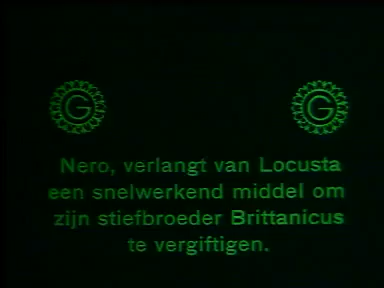 G G
Nero, verlangt van Locusta
een snelwerkend middel om
zijn stiefbroeder Brittanicus
te vergiftigen.